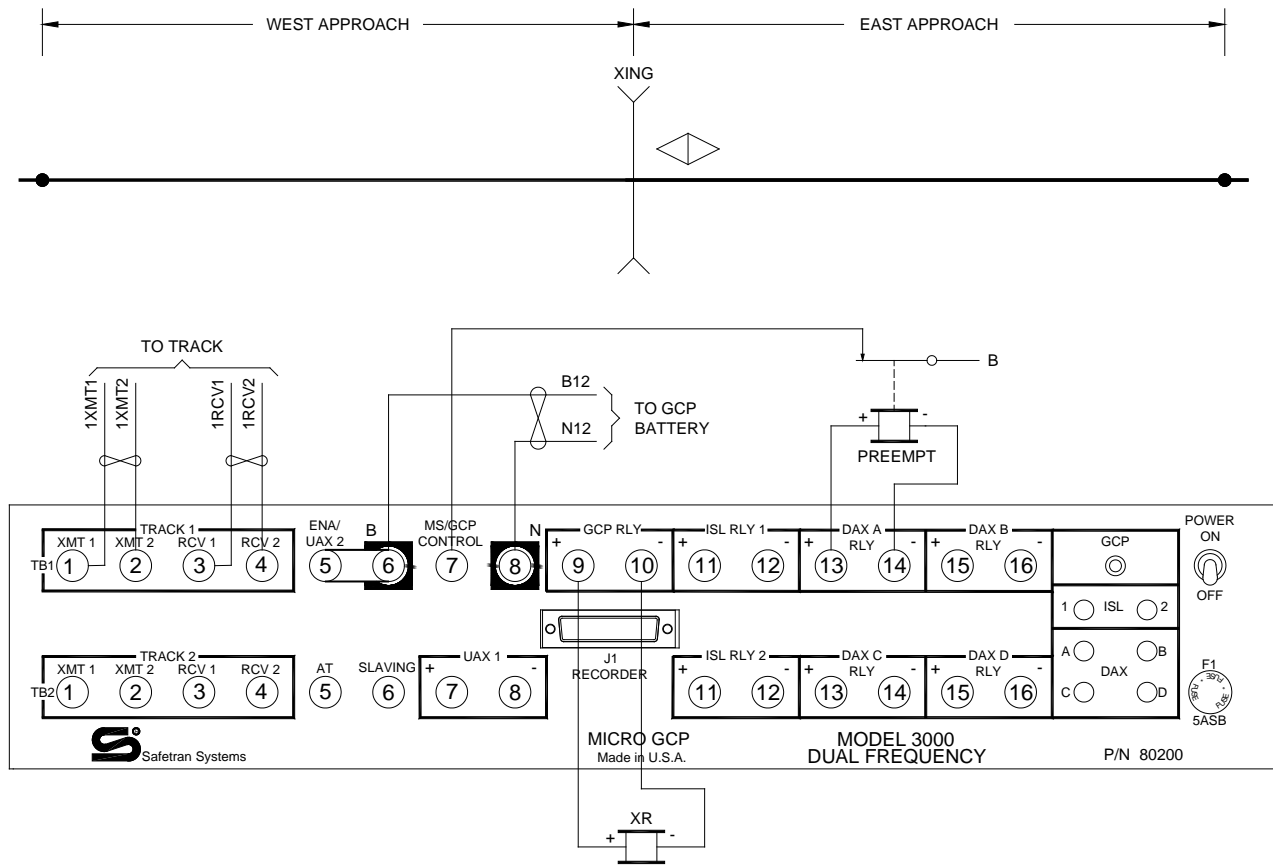 WEST APPROACH
EAST APPROACH
XING
TO TRACK
1XMT1
1XMT2
1RCV1
1RCV2
B12
N12
TO GCP
BATTERY
B
+ -
PREEMPT
TRACK 1
XMT 1 XMT 2 RCV 1 RCV 2
TB1 1 2 3 4
ENA/
UAX 2
5
B
6
MS/GCP
CONTROL
7
N
8
GCP RLY
+ -
9 10
ISL RLY 1
11 12
DAX A
+ RLY -
13 14
DAX B
+ RLY -
15 16
GCP
POWER
ON
OFF
1 ISL 2
A B
DAX
C D
F1
FUSE FUSE FUSE
5ASB
TRACK 2
XMT 1 XMT 2 RCV 1 RCV 2
TB2 1 2 3 4
AT
5
SLAVING
6
UAX 1
+ -
7 8
J1
RECORDER
ISL RLY 2
+ -
11 12
DAX C
+ RLY -
13 14
DAX D
+ RLY -
15 16
S
Safetran Systems
MICRO GCP
Made in U.S.A.
MODEL 3000
DUAL FREQUENCY
P/N 80200
XR
+ -